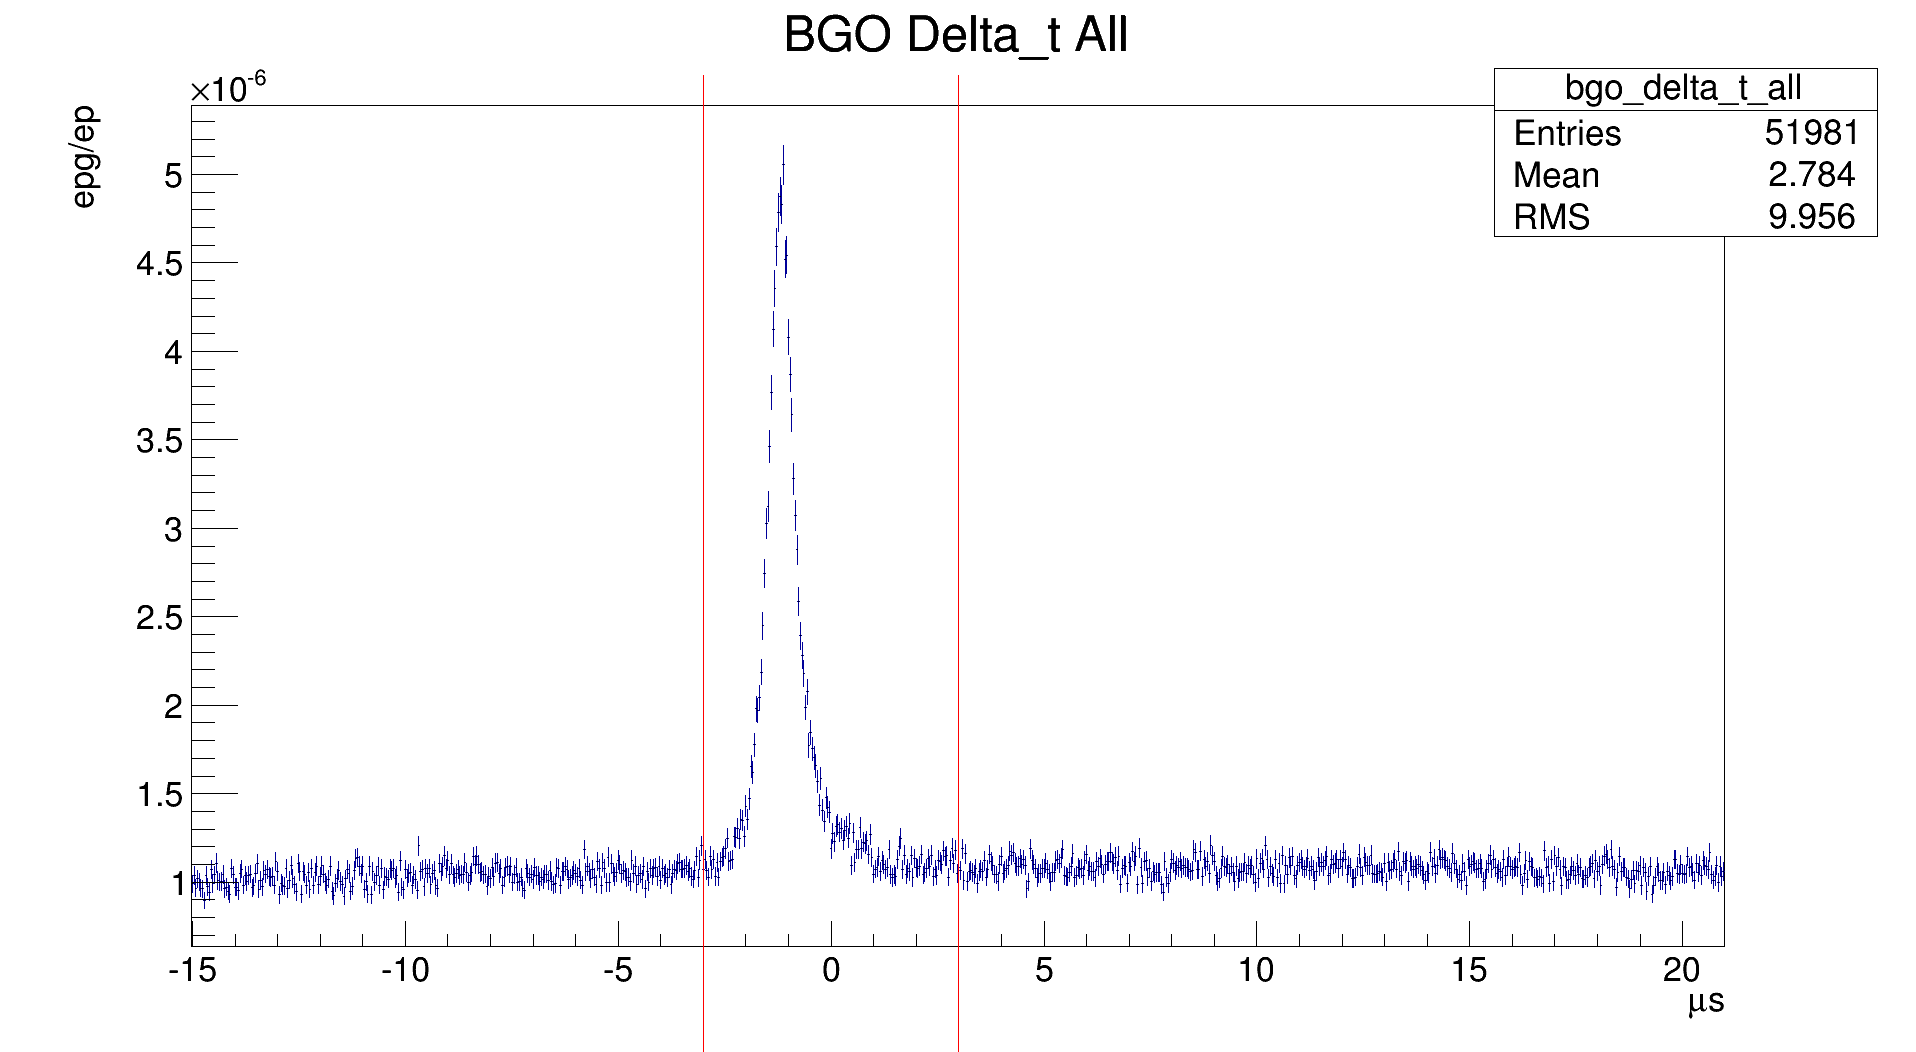 BGO Delta_t All
×10-6
epg/ep
bgo_delta_t_all
Entries 51981
Mean 2.784
RMS 9.956
5
4.5
4
3.5
3
2.5
2
1.5
1
-15 -10 -5 0 5 10 15 20
μs